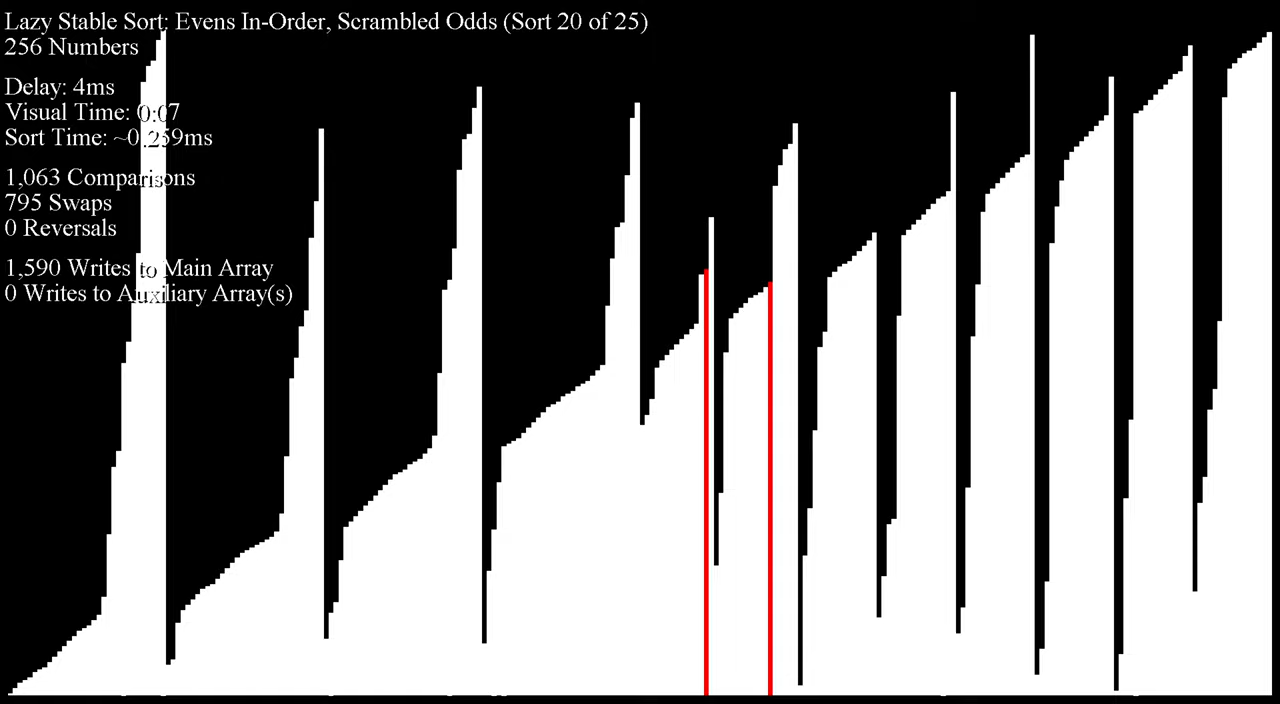 Lazy Stable Sort: Evens In-Order, Scrambled Odds (Sort 20 of 25)
256 Numbers
Delay: 4ms
Visual Time: 0:07
Sort Time: ~0.259ms
1,063 Comparisons
795 Swaps
0 Reversals
1,590 Writes to Main Array
0 Writes to Auxiliary Array(s)